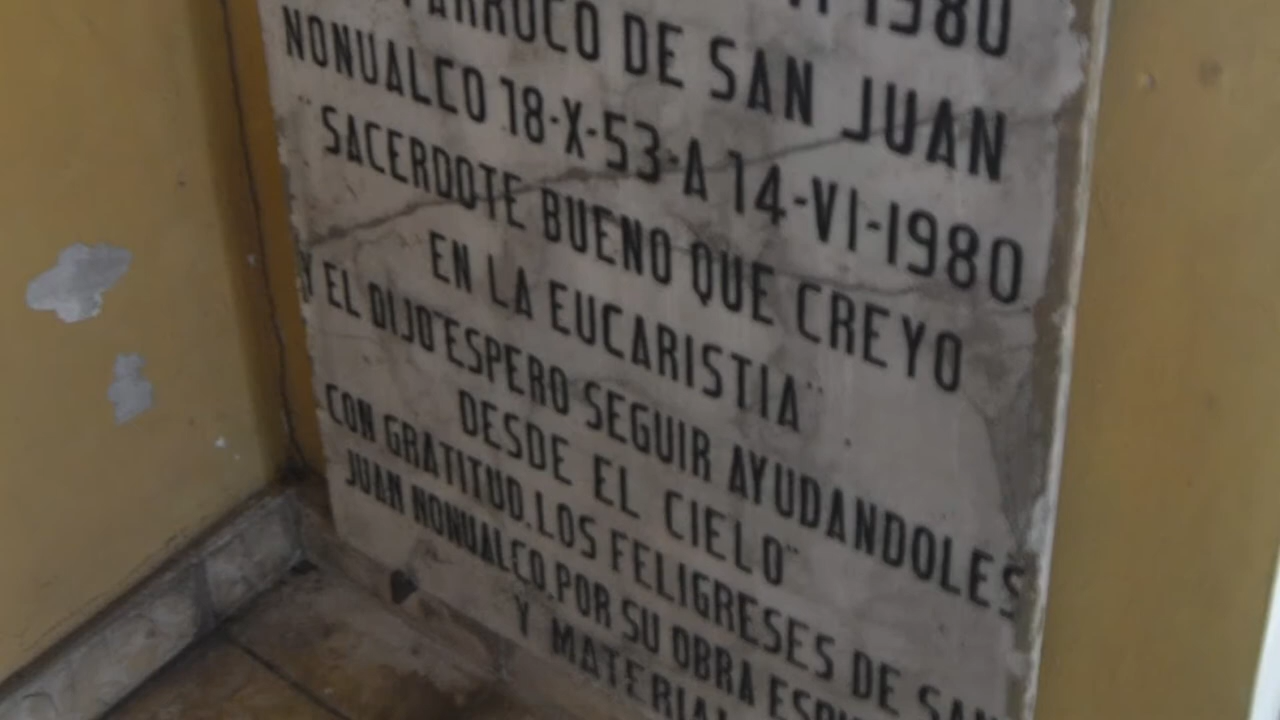 1980
PARROCO DE SAN JUAN
NONUALCO 18-X-53-A 14-VI-1980
¨SACERDOTE BUENO QUE CREYO
EN LA EUCARISTIA¨
Y EL DIJO¨ESPERO SEGUIR AYUDANDOLES
DESDE EL CIELO¨
CON GRATITUD.LOS FELIGRESES DE SAN
JUAN NONUALCO.POR SU OBRA
Y MATERIAL